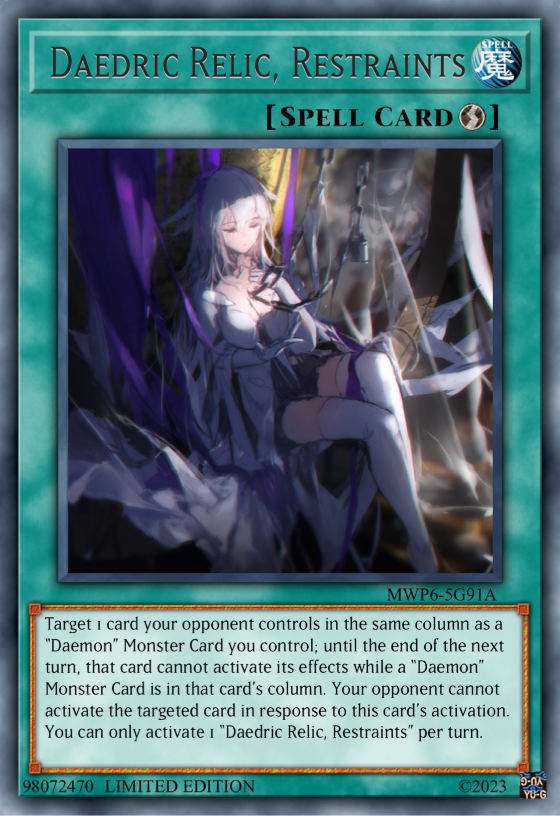 Daedric Relic, Restraints
SPELL
魔
[Spell Card]
MWP6-5G91A
Target 1 card your opponent controls in the same column as a
"Daemon" Monster Card you control; until the end of the next
turn, that card cannot activate its effects while a "Daemon"
Monster Card is in that card's column. Your opponent cannot
activate the targeted card in response to this card's activation.
You can only activate 1 "Daedric Relic, Restraints" per turn.
98072470 LIMITED EDITION
©2023